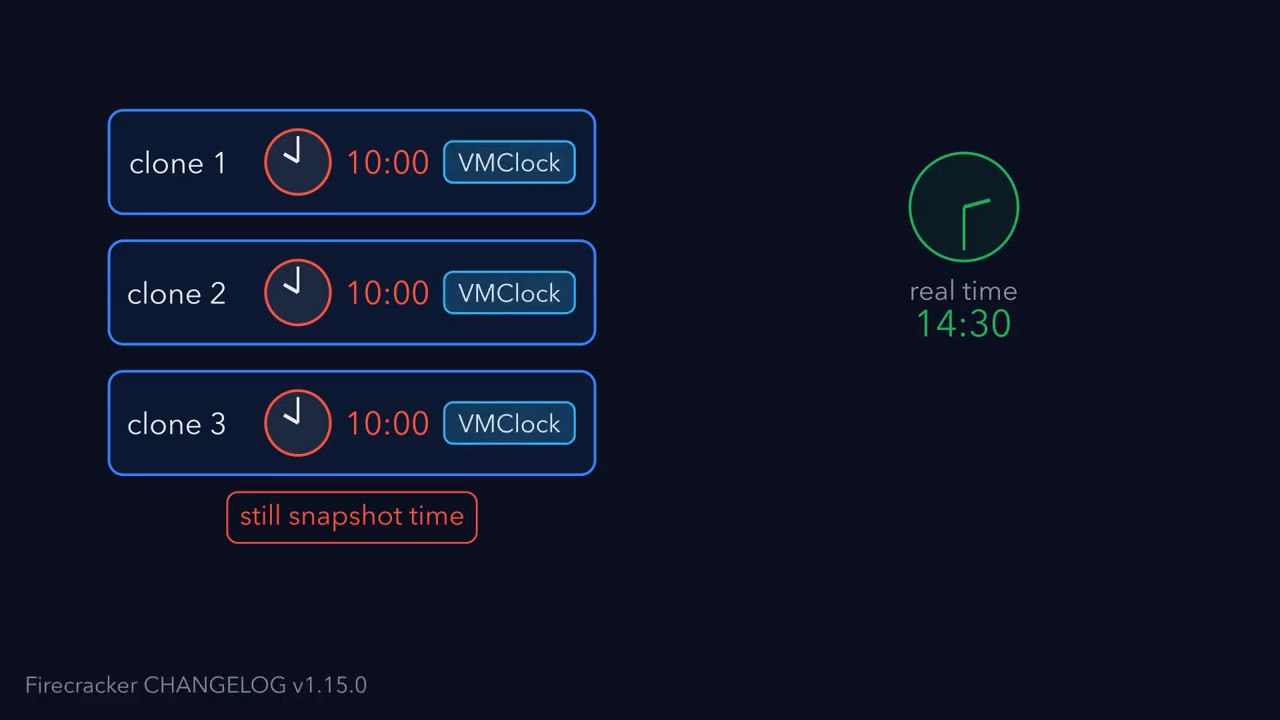 clone 1 10:00 VMClock
clone 2 10:00 VMClock
clone 3 10:00 VMClock
still snapshot time
real time
14:30
Firecracker CHANGELOG v1.15.0